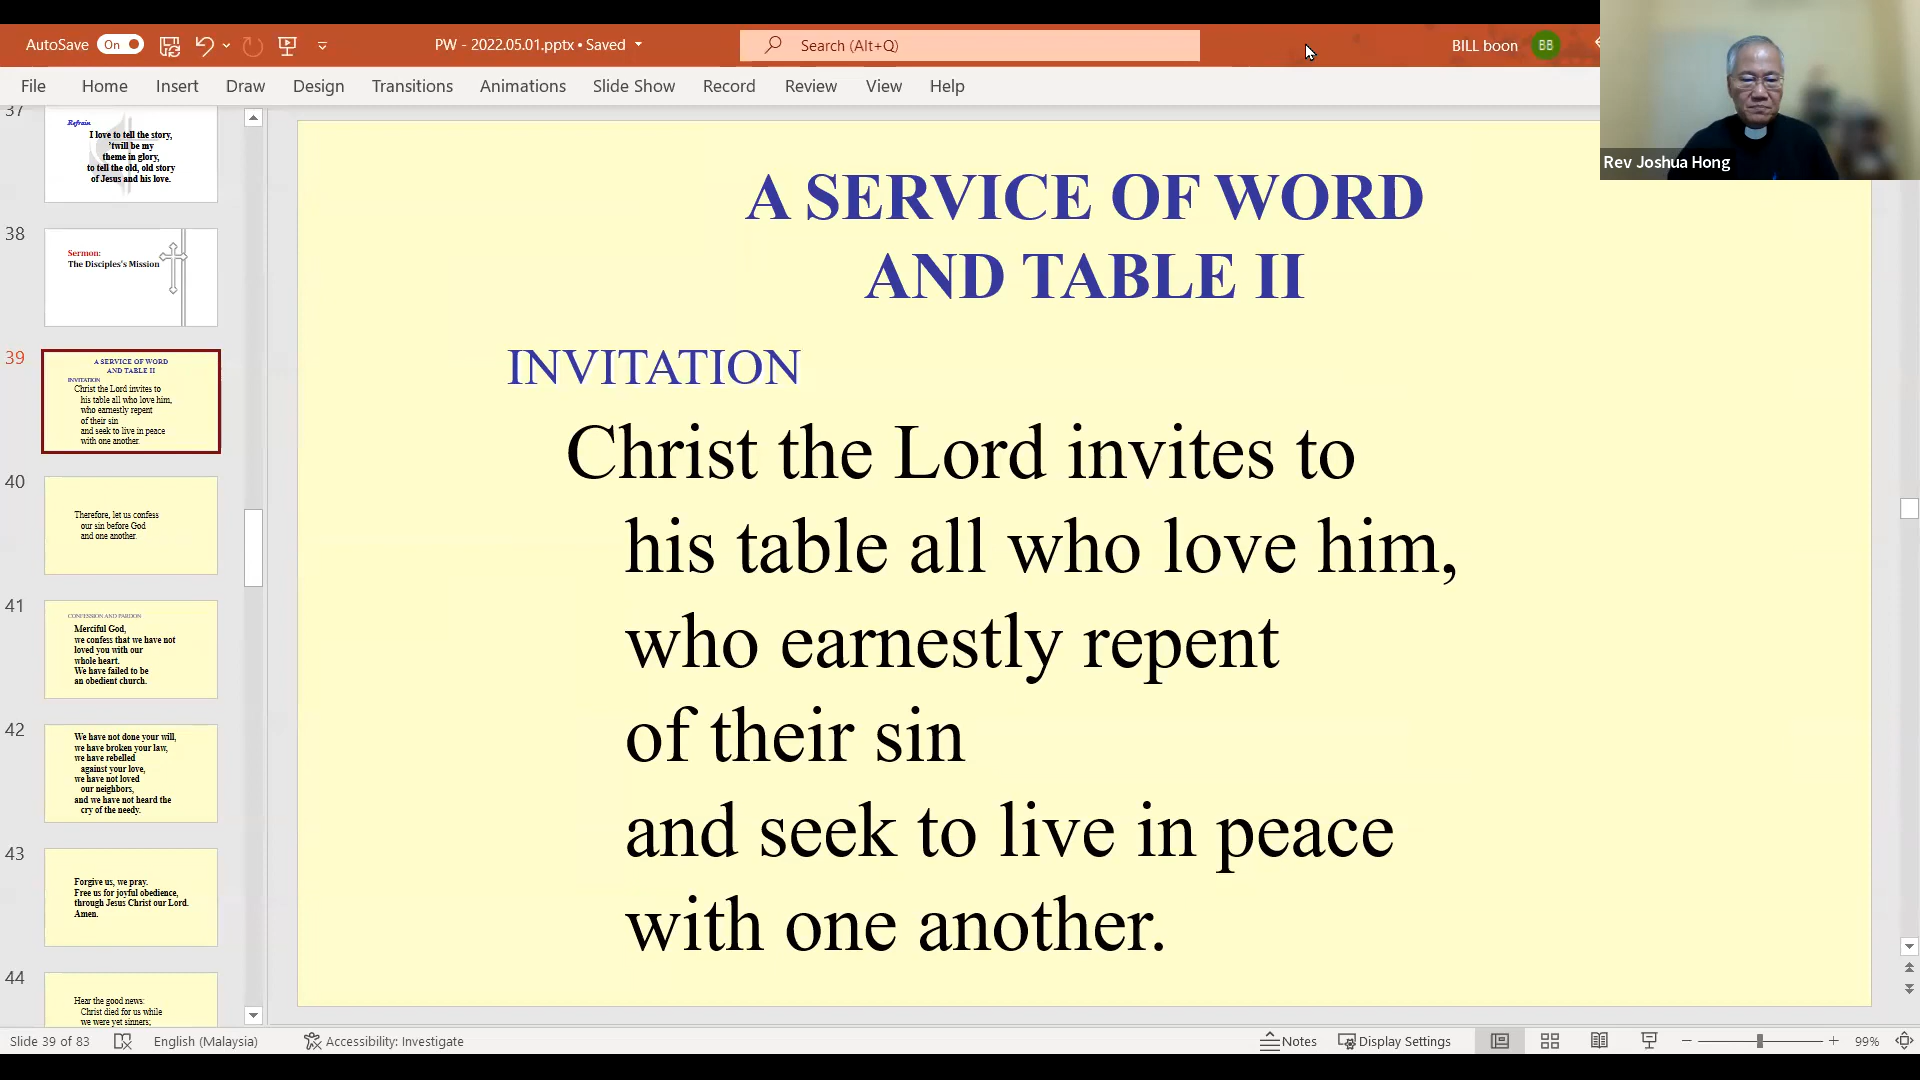 AutoSave On
PW - 2022.05.01.pptx • Saved
Search (Alt+Q)
BILL boon BB
File Home Insert Draw Design Transitions Animations Slide Show Record Review View Help
Rev Joshua Hong
37
Refrain
I love to tell the story,
'twill be my
theme in glory,
to tell the old, old story
of Jesus and his love.
38
Sermon:
The Disciples's Mission
39
A SERVICE OF WORD
AND TABLE II
INVITATION
Christ the Lord invites to
his table all who love him,
who earnestly repent
of their sin
and seek to live in peace
with one another.
40
Therefore, let us confess
our sin before God
and one another.
41
CONFESSION AND PARDON
Merciful God,
we confess that we have not
loved you with our
whole heart.
We have failed to be
an obedient church.
42
We have not done your will,
we have broken your law,
we have rebelled
against your love,
we have not loved
our neighbors,
and we have not heard the
cry of the needy.
43
Forgive us, we pray.
Free us for joyful obedience,
through Jesus Christ our Lord.
Amen.
44
Hear the good news:
Christ died for us while
we were yet sinners;
A SERVICE OF WORD
AND TABLE II
INVITATION
Christ the Lord invites to
his table all who love him,
who earnestly repent
of their sin
and seek to live in peace
with one another.
Slide 39 of 83 English (Malaysia) Accessibility: Investigate Notes Display Settings 99%